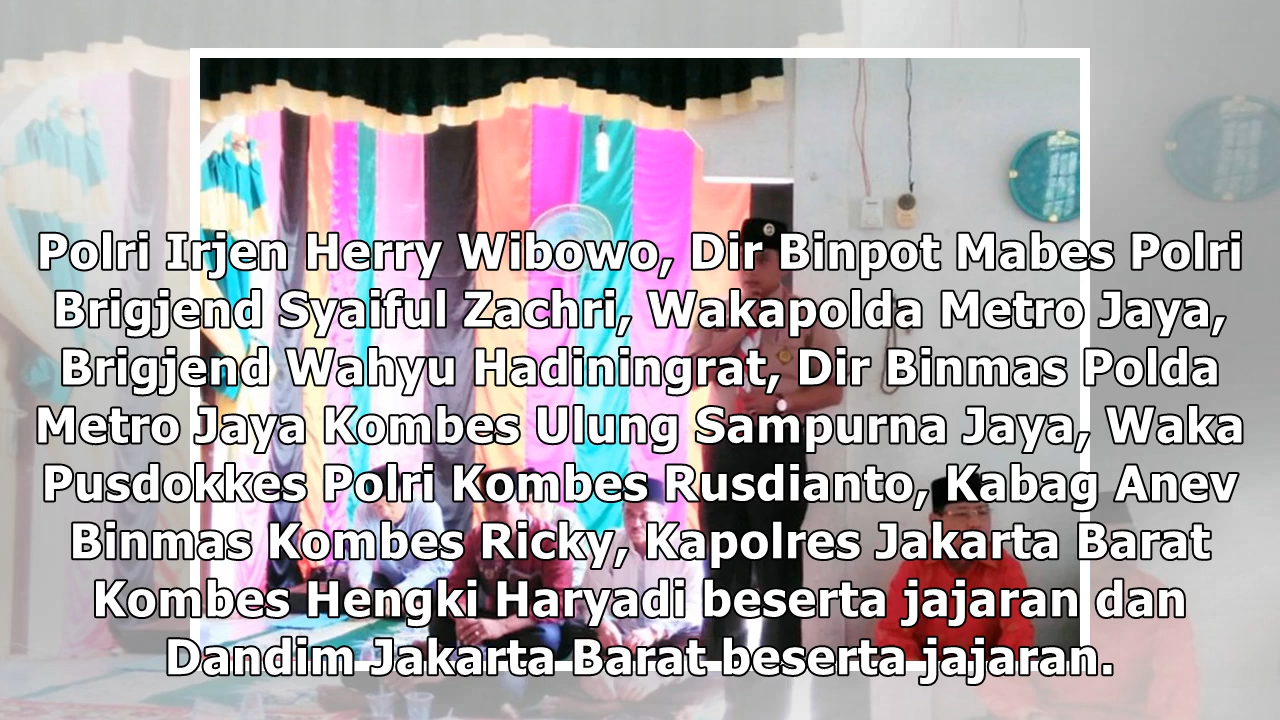 Polri Irjen Herry Wibowo, Dir Binpot Mabes Polri
Brigjend Syaiful Zachri, Wakapolda Metro Jaya,
Brigjend Wahyu Hadiningrat, Dir Binmas Polda
Metro Jaya Kombes Ulung Sampurna Jaya, Waka
Pusdokkes Polri Kombes Rusdianto, Kabag Anev
Binmas Kombes Ricky, Kapolres Jakarta Barat
Kombes Hengki Haryadi beserta jajaran dan
Dandim Jakarta Barat beserta jajaran.